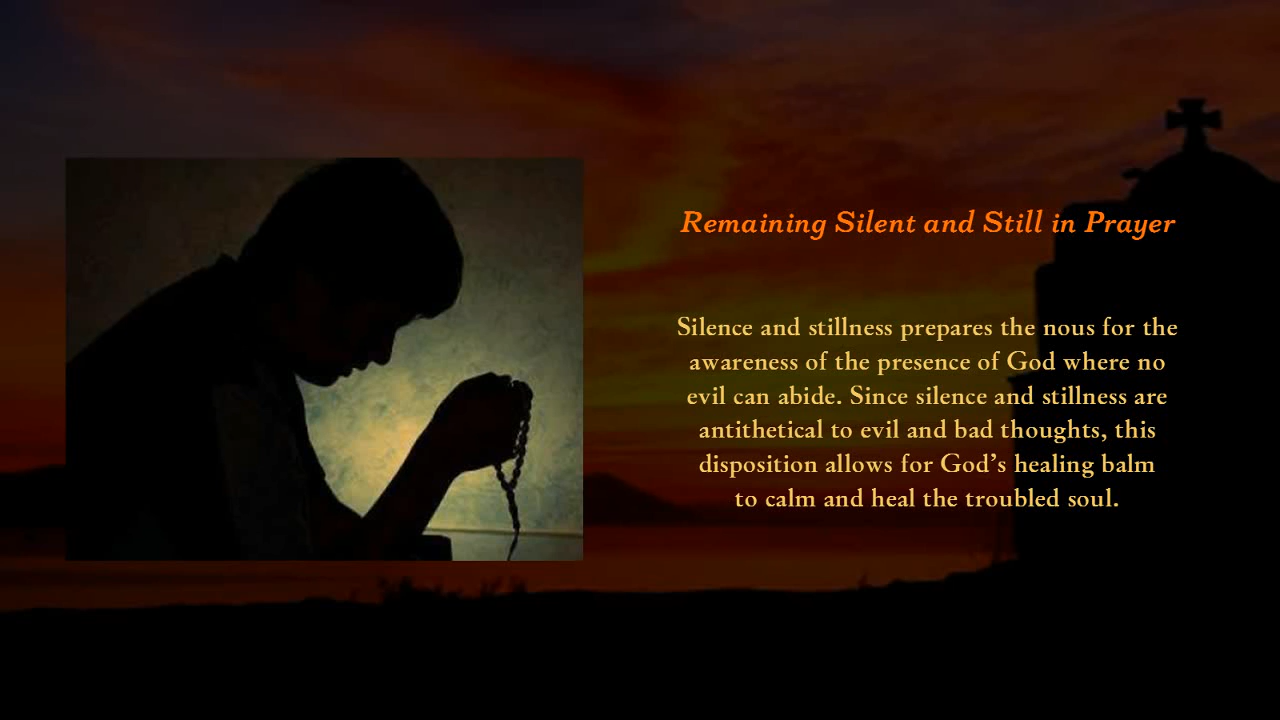 Remaining Silent and Still in Prayer
Silence and stillness prepares the nous for the
awareness of the presence of God where no
evil can abide. Since silence and stillness are
antithetical to evil and bad thoughts, this
disposition allows for God’s healing balm
to calm and heal the troubled soul.